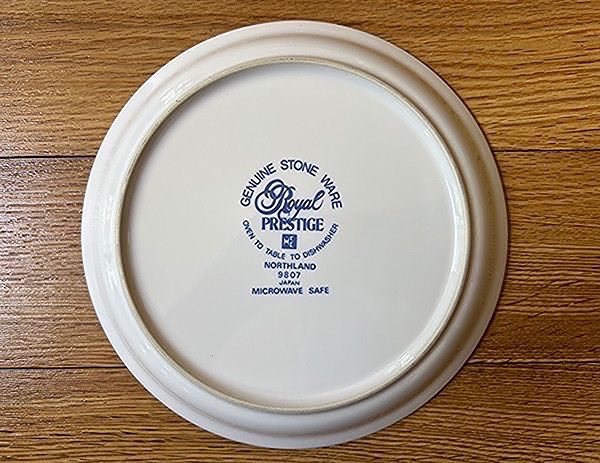 GENUINE STONE WARE
Royal
PRESTIGE
OVEN TO TABLE TO DISHWASHER
NORTHLAND
9807
JAPAN
MICROWAVE SAFE